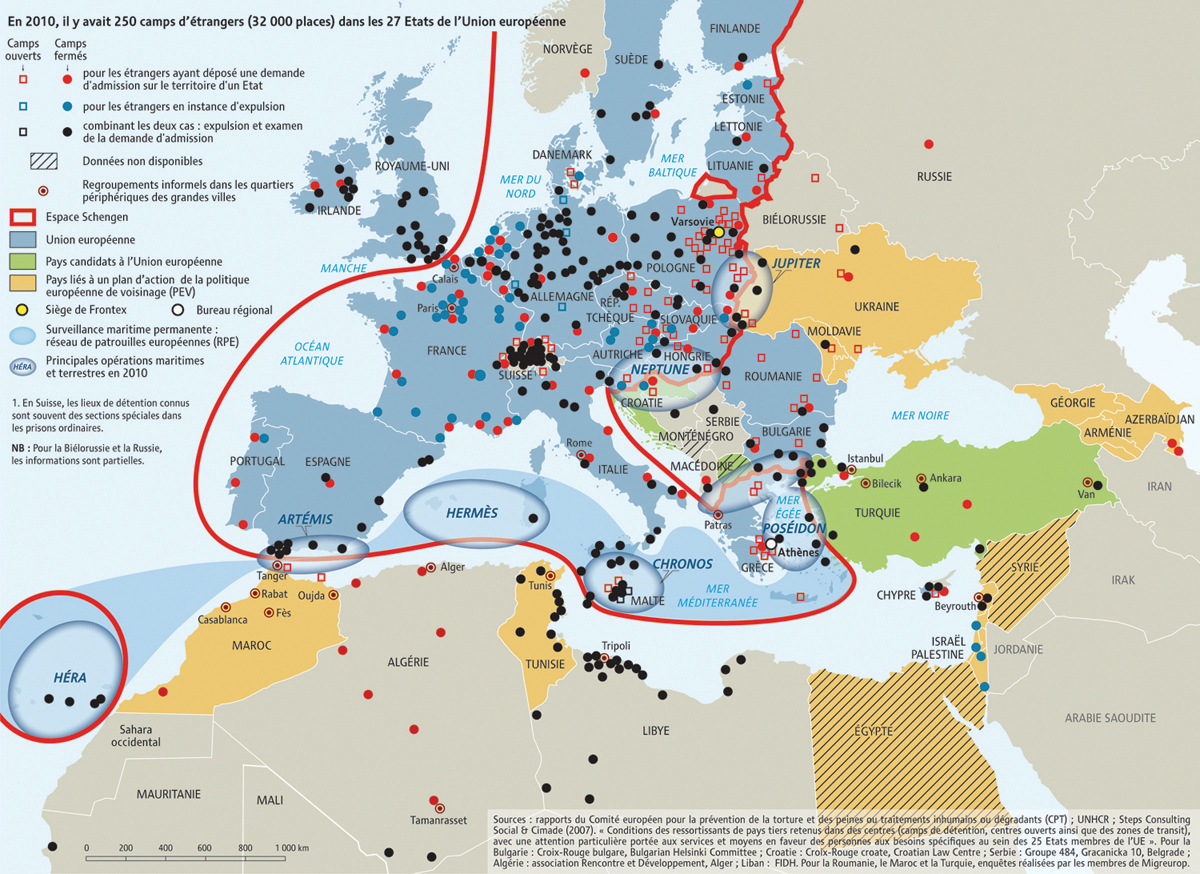 En 2010, il y avait 250 camps d'étrangers (32 000 places) dans les 27 Etats de l'Union européenne
Camps
ouverts
Camps
fermés
pour les étrangers ayant déposé une demande
d'admission sur le territoire d'un Etat
pour les étrangers en instance d'expulsion
combinant les deux cas : expulsion et examen
de la demande d'admission
Données non disponibles
Regroupements informels dans les quartiers
périphériques des grandes villes
Espace Schengen
Union européenne
Pays candidats à l'Union européenne
Pays liés à un plan d'action de la politique
européenne de voisinage (PEV)
Siège de Frontex
Bureau régional
Surveillance maritime permanente :
réseau de patrouilles européennes (RPE)
HÉRA
Principales opérations maritimes
et terrestres en 2010
1. En Suisse, les lieux de détention connus
sont souvent des sections spéciales dans
les prisons ordinaires.
NB : Pour la Biélorussie et la Russie,
les informations sont partielles.
NORVÈGE
SUÈDE
FINLANDE
ESTONIE
LETTONIE
LITUANIE
RUSSIE
DANEMARK
MER
BALTIQUE
MER DU
NORD
ROYAUME-UNI
IRLANDE
BIÉLORUSSIE
Varsovie
MANCHE
Calais
POLOGNE
JUPITER
Paris
ALLEMAGNE
RÉP.
TCHÈQUE
UKRAINE
SLOVAQUIE
MOLDAVIE
OCÉAN
ATLANTIQUE
FRANCE
AUTRICHE
HONGRIE
SUISSE1
NEPTUNE
ROUMANIE
CROATIE
SERBIE
MER NOIRE
GÉORGIE
AZERBAÏDJAN
ARMÉNIE
MONTÉNÉGRO
BULGARIE
Rome
PORTUGAL
ESPAGNE
ITALIE
MACÉDOINE
Istanbul
Bilecik
Ankara
Van
IRAN
TURQUIE
ARTÉMIS
HERMÈS
Patras
MER
ÉGÉE
POSÉIDON
Athènes
GRÈCE
CHRONOS
MALTE
MER
MÉDITERRANÉE
SYRIE
IRAK
CHYPRE
Beyrouth
Tanger
Alger
Tunis
Rabat
Oujda
Casablanca
Fès
MAROC
ALGÉRIE
TUNISIE
Tripoli
ISRAËL
PALESTINE
JORDANIE
HÉRA
Sahara
occidental
LIBYE
ÉGYPTE
ARABIE SAOUDITE
MAURITANIE
MALI
Tamanrasset
0 200 400 600 800 1 000 km
Sources : rapports du Comité européen pour la prévention de la torture et des peines ou traitements inhumains ou dégradants (CPT) ; UNHCR ; Steps Consulting
Social & Cimade (2007). « Conditions des ressortissants de pays tiers retenus dans des centres (camps de détention, centres ouverts ainsi que des zones de transit),
avec une attention particulière portée aux services et moyens en faveur des personnes aux besoins spécifiques au sein des 25 Etats membres de l'UE ». Pour la
Bulgarie : Croix-Rouge bulgare, Bulgarian Helsinki Committee ; Croatie : Croix-Rouge croate, Croatian Law Centre ; Serbie : Groupe 484, Gracanicka 10, Belgrade ;
Algérie : association Rencontre et Développement, Alger ; Liban : FIDH. Pour la Roumanie, le Maroc et la Turquie, enquêtes réalisées par les membres de Migreurop.